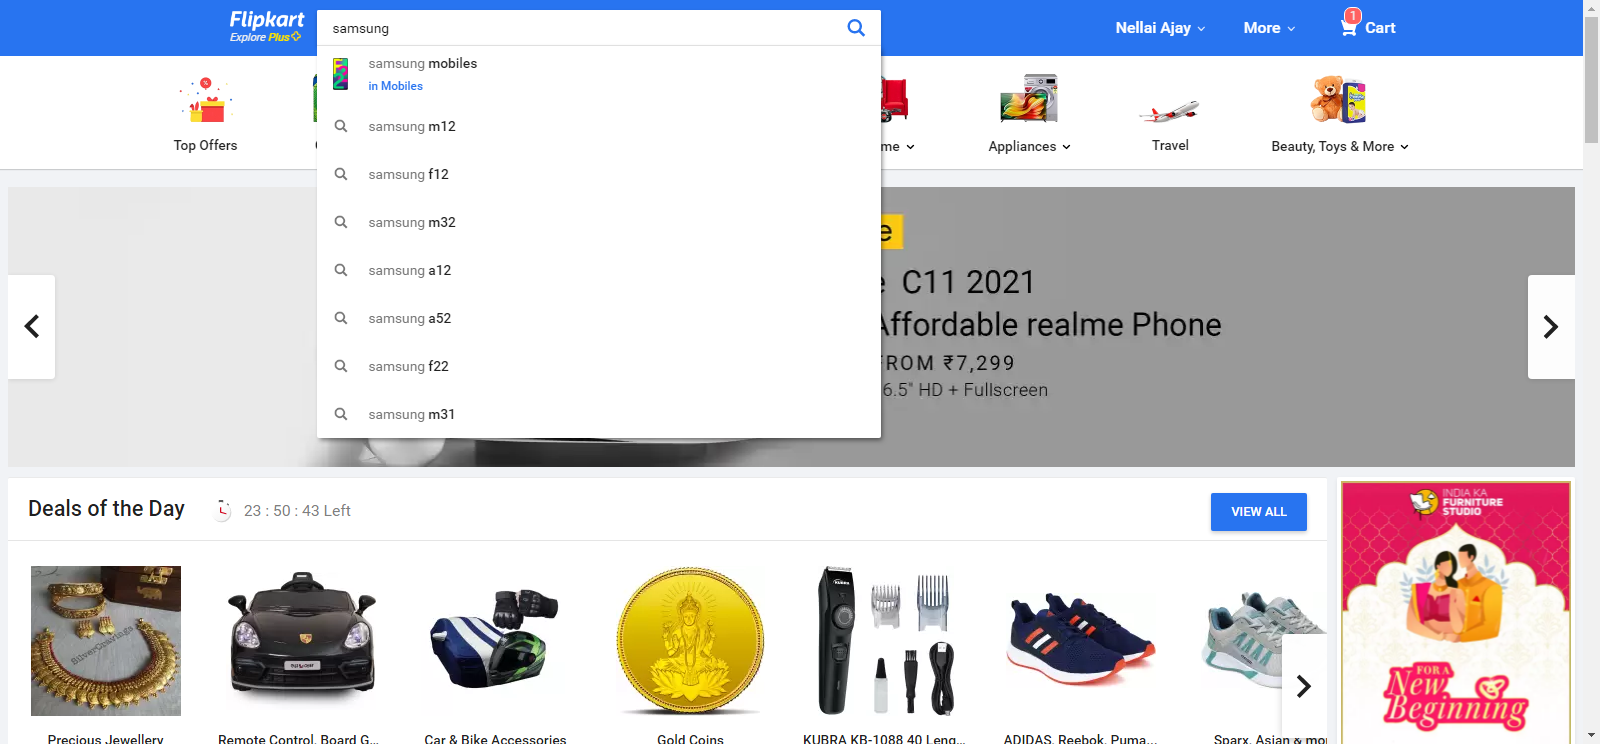 Flipkart
Explore Plus
samsung
Nellai Ajay
More
1
Cart
samsung mobiles
in Mobiles
samsung m12
samsung f12
samsung m32
samsung a12
samsung a52
samsung f22
samsung m31
Top Offers
me
Appliances
Travel
Beauty, Toys & More
e
C11 2021
Affordable realme Phone
FROM ₹7,299
6.5" HD + Fullscreen
Deals of the Day
23 : 50 : 43 Left
VIEW ALL
INDIA KA
FURNITURE
STUDIO
FOR A
New
Beginning
SilverCravings
KUBRA
Precious Jewellery
Remote Control, Board G...
Car & Bike Accessories
Gold Coins
KUBRA KB-1088 40 Leng...
ADIDAS, Reebok, Puma...
Sparx, Asian & mo